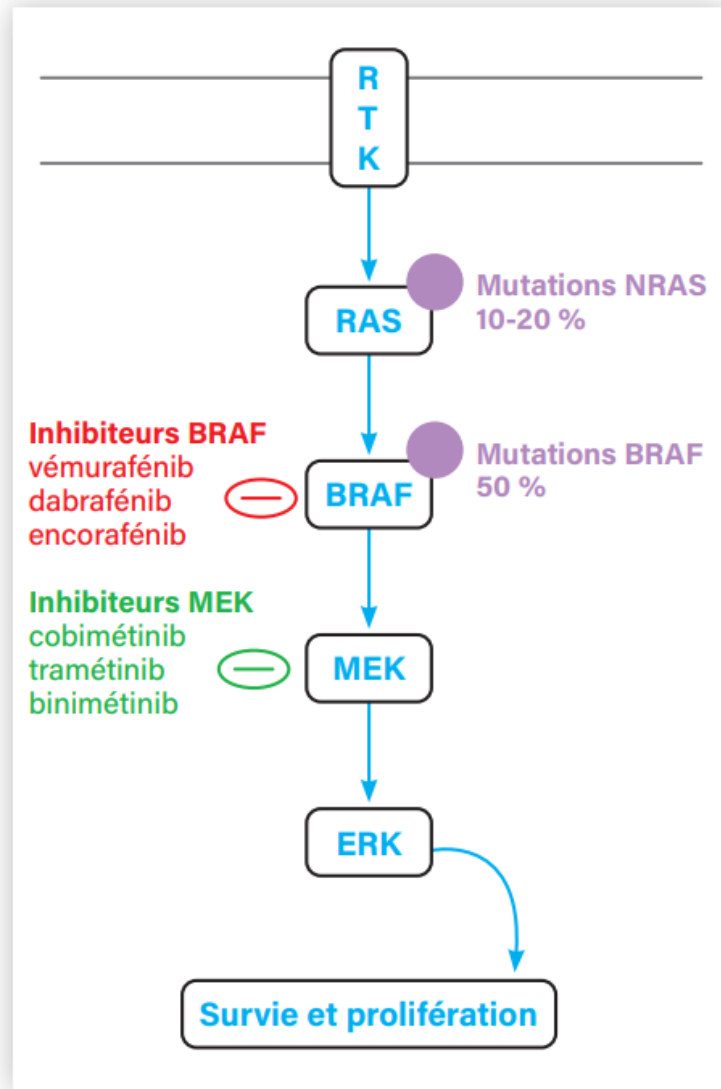 R
T
K
RAS
Mutations NRAS
10-20 %
Inhibiteurs BRAF
vémurafénib
dabrafénib
encorafénib
BRAF
Mutations BRAF
50 %
Inhibiteurs MEK
cobimétinib
tramétinib
binimétinib
MEK
ERK
Survie et prolifération